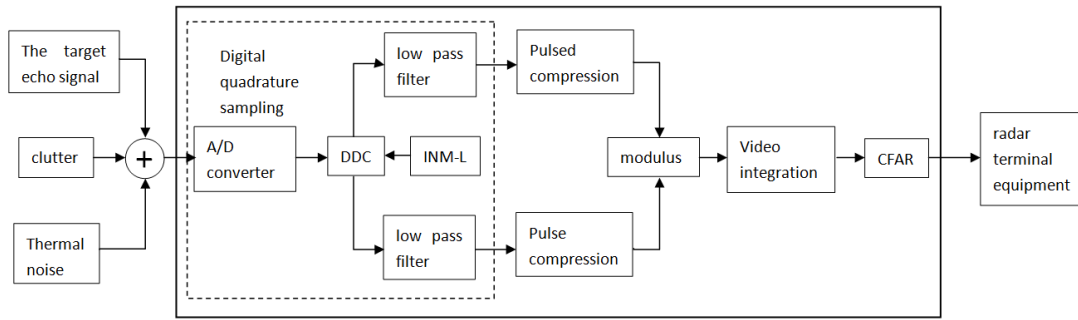 The target
echo signal
clutter
+
Thermal
noise
Digital
quadrature
sampling
A/D
converter
DDC
INM-L
low pass
filter
low pass
filter
Pulsed
compression
Pulse
compression
modulus
Video
integration
CFAR
radar
terminal
equipment